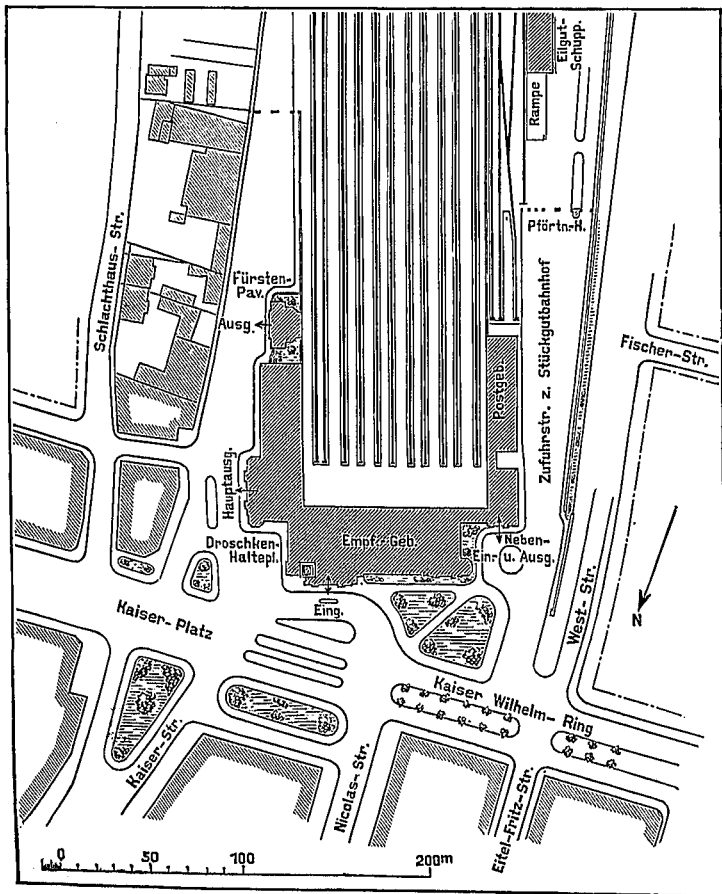 Eilgut-
Schupp.
Rampe
Pförtn.-H.
Schlachthaus-Str.
Fürsten-
Pav.
Ausg.
Postgeb.
Zufuhrstr. z. Stückgutbahnhof
Fischer-Str.
Hauptausg.
Droschken-
Haltepl.
Empf.-Geb.
Neben-
Ein- u. Ausg.
Eing.
Kaiser-Platz
West-Str.
N
Kaiser Wilhelm-Ring
Kaiser-Str.
Nicolas-Str.
Eitel-Fritz-Str.
0 50 100 200m